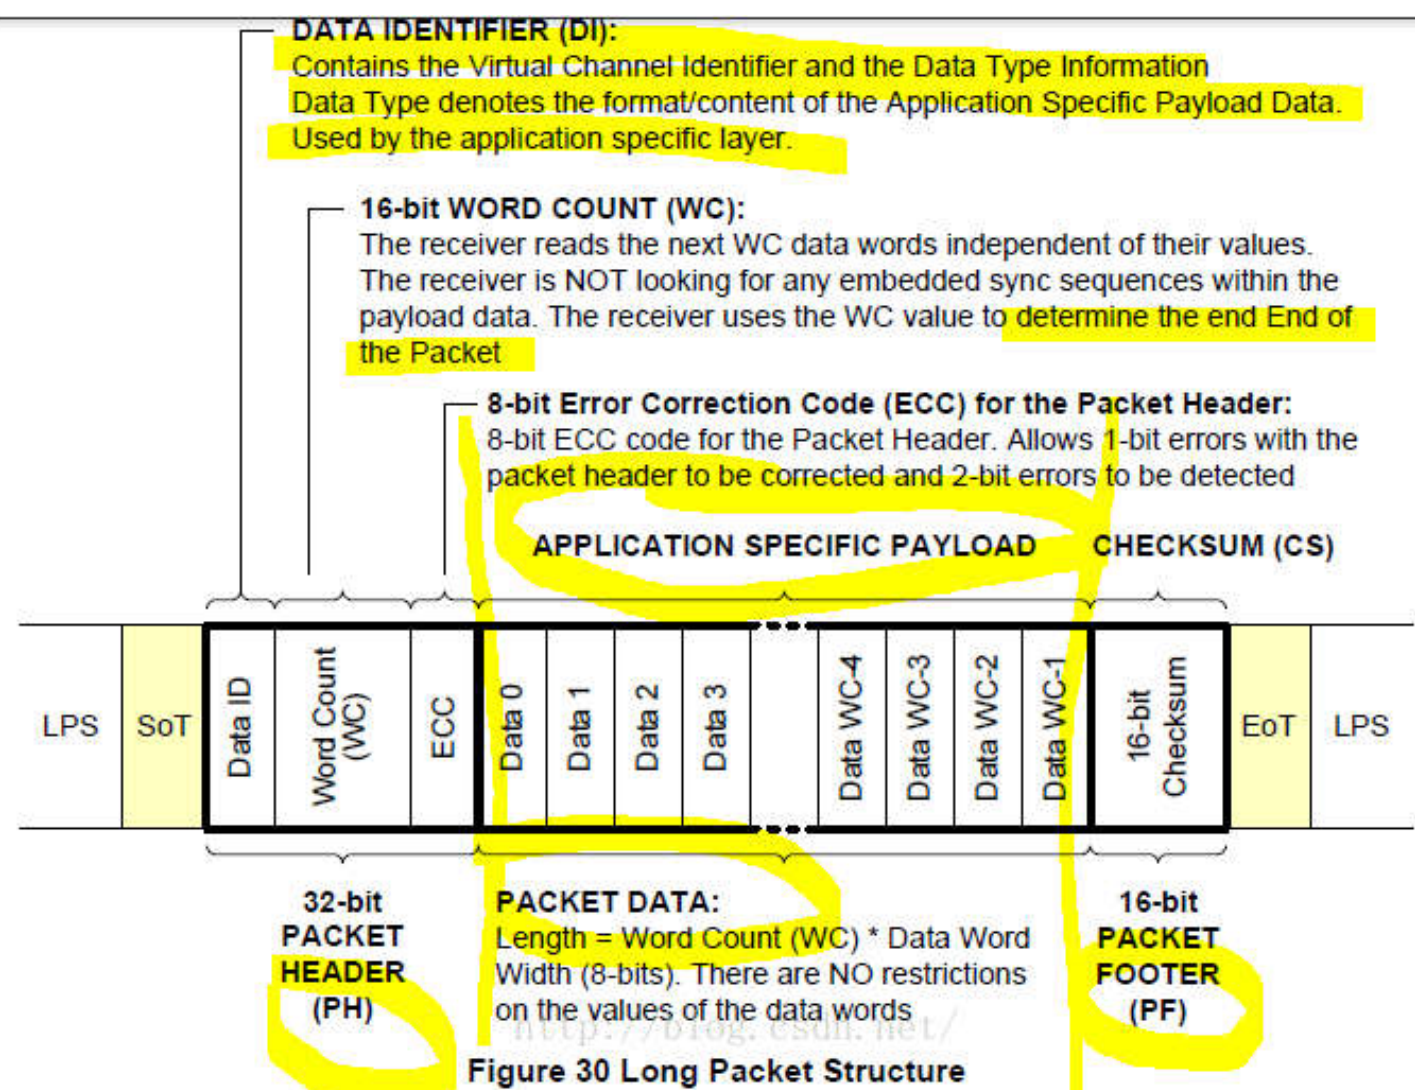 DATA IDENTIFIER (DI):
Contains the Virtual Channel Identifier and the Data Type Information
Data Type denotes the format/content of the Application Specific Payload Data.
Used by the application specific layer.
16-bit WORD COUNT (WC):
The receiver reads the next WC data words independent of their values.
The receiver is NOT looking for any embedded sync sequences within the
payload data. The receiver uses the WC value to determine the end End of
the Packet
8-bit Error Correction Code (ECC) for the Packet Header:
8-bit ECC code for the Packet Header. Allows 1-bit errors with the
packet header to be corrected and 2-bit errors to be detected
APPLICATION SPECIFIC PAYLOAD
CHECKSUM (CS)
LPS
SoT
Data ID
Word Count
(WC)
ECC
Data 0
Data 1
Data 2
Data 3
Data WC-4
Data WC-3
Data WC-2
Data WC-1
16-bit
Checksum
EoT
LPS
32-bit
PACKET
HEADER
(PH)
PACKET DATA:
Length = Word Count (WC) * Data Word
Width (8-bits). There are NO restrictions
on the values of the data words
16-bit
PACKET
FOOTER
(PF)
http://blog.csdn.net/
Figure 30 Long Packet Structure